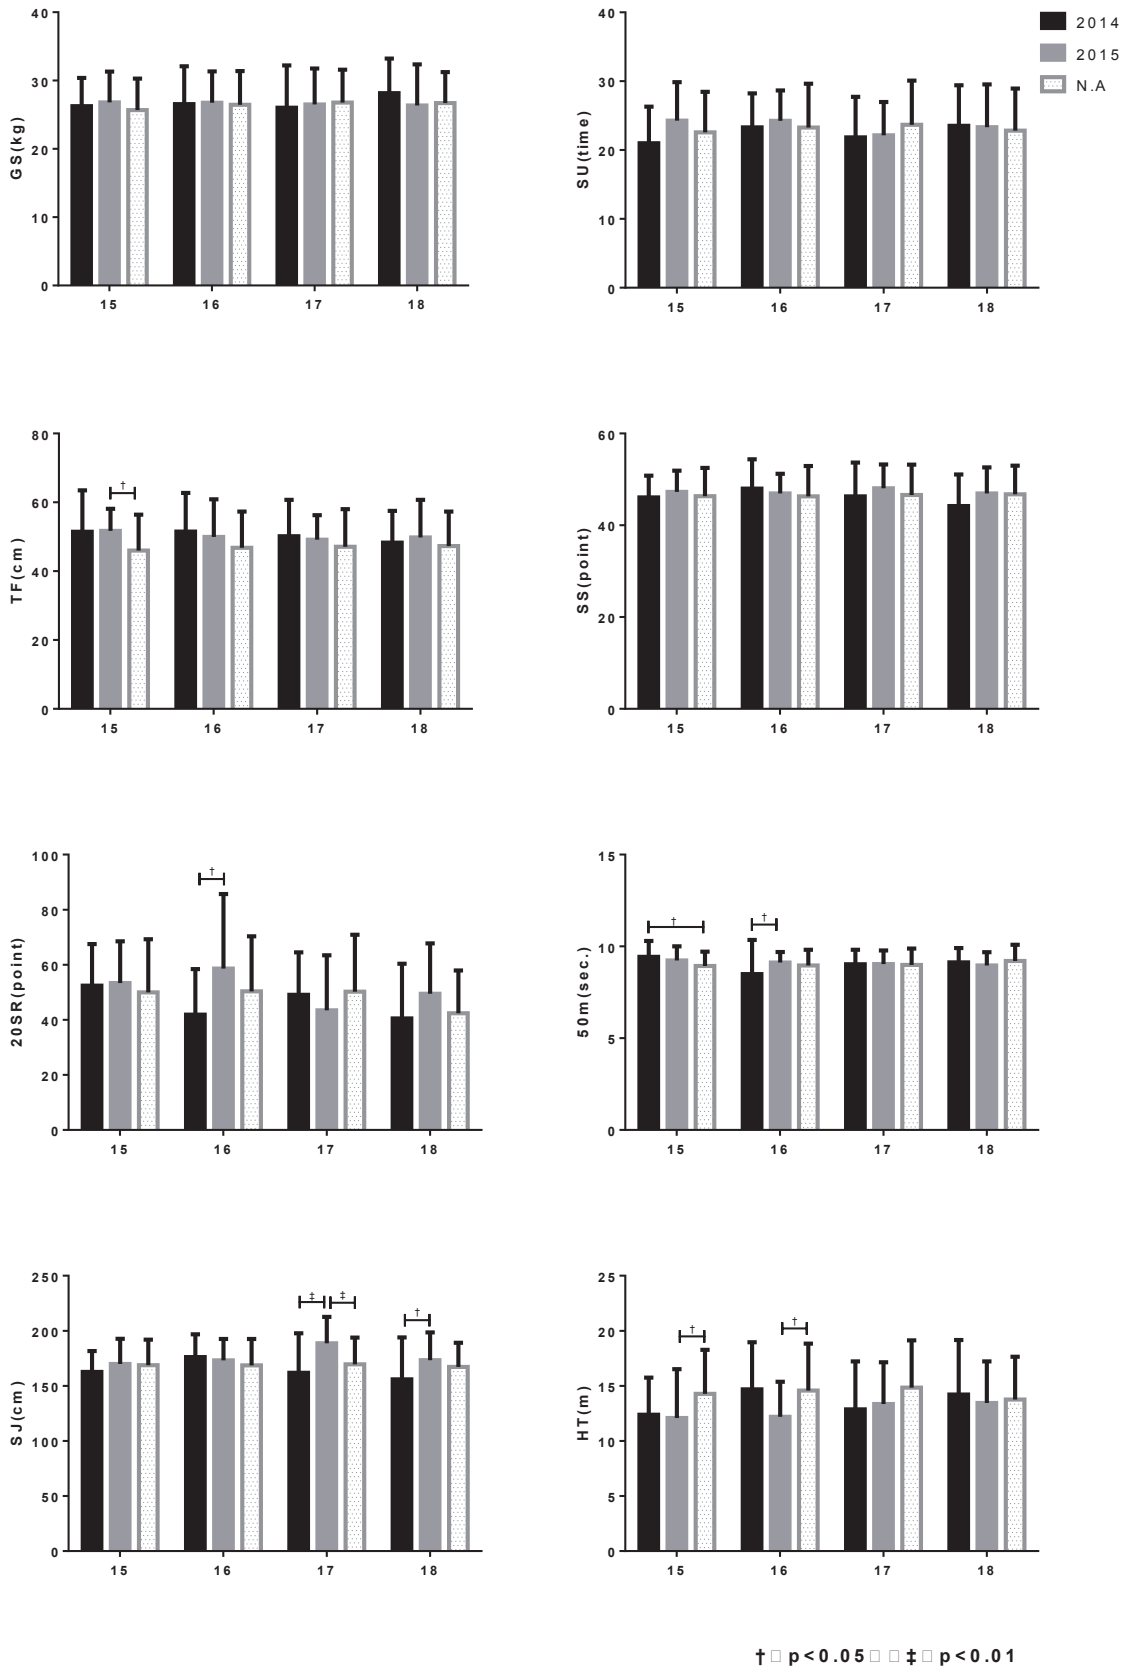 40
30
20
10
0
GS(kg)
15 16 17 18
40
30
20
10
0
SU(time)
15 16 17 18
2014
2015
N.A
80
60
40
20
0
TF(cm)
†
15 16 17 18
60
40
20
0
SS(point)
15 16 17 18
100
80
60
40
20
0
20SR(point)
†
15 16 17 18
15
10
5
0
50m(sec.)
† †
15 16 17 18
250
200
150
100
50
0
SJ(cm)
‡ ‡ †
15 16 17 18
25
20
15
10
5
0
HT(m)
† †
15 16 17 18
†□ p<0.05□ □‡□ p<0.01